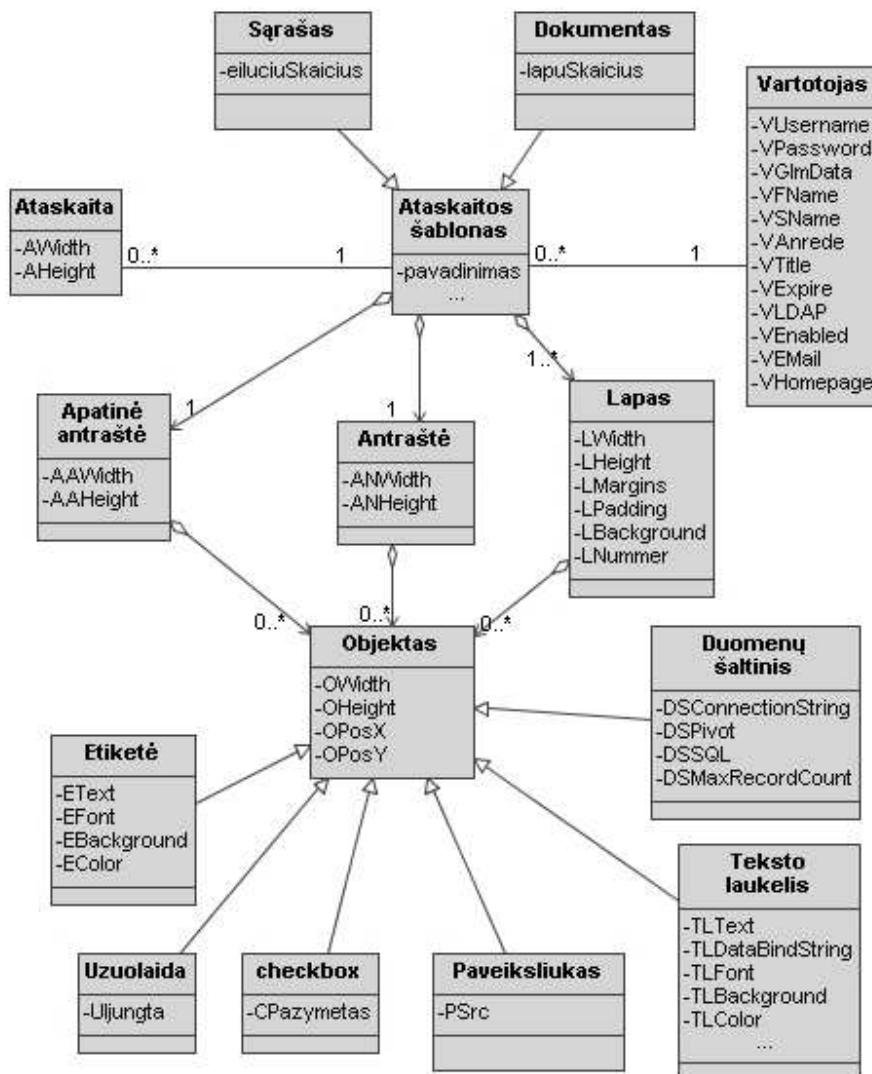 Sąrašas
-eiluciuSkaicius
Dokumentas
-lapuSkaicius
Vartotojas
-VUsername
-VPassword
-VGlmData
-VFName
-VSName
-VAnrede
-VTitle
-VExpire
-VLDAP
-VEnabled
-VEMail
-VHomepage
Ataskaita
-AWidth
-AHeight
0..*
1
Ataskaitos
šablonas
-pavadinimas
...
0..*
1
1
1
1..*
Apatinė
antraštė
-AAWidth
-AAHeight
Antraštė
-ANWidth
-ANHeight
Lapas
-LWidth
-LHeight
-LMargins
-LPadding
-LBackground
-LNummer
0..*
0..*
0..*
Objektas
-OWidth
-OHeight
-OPosX
-OPosY
Duomenų
šaltinis
-DSConnectionString
-DSPivot
-DSSQL
-DSMaxRecordCount
Etiketė
-EText
-EFont
-EBackground
-EColor
Teksto
laukelis
-TLText
-TLDataBindString
-TLFont
-TLBackground
-TLColor
...
Uzuolaida
-UIjungta
checkbox
-CPazymetas
Paveiksliukas
-PSrc